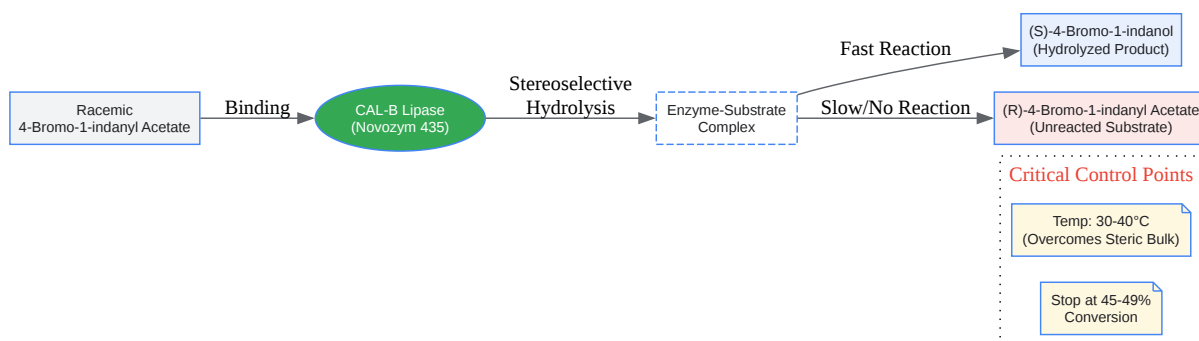 Racemic
4-Bromo-1-indanyl Acetate
Binding
CAL-B Lipase
(Novozym 435)
Stereoselective
Hydrolysis
Enzyme-Substrate
Complex
Fast Reaction
Slow/No Reaction
(S)-4-Bromo-1-indanol
(Hydrolyzed Product)
(R)-4-Bromo-1-indanyl Acetate
(Unreacted Substrate)
Critical Control Points
Temp: 30-40°C
(Overcomes Steric Bulk)
Stop at 45-49%
Conversion